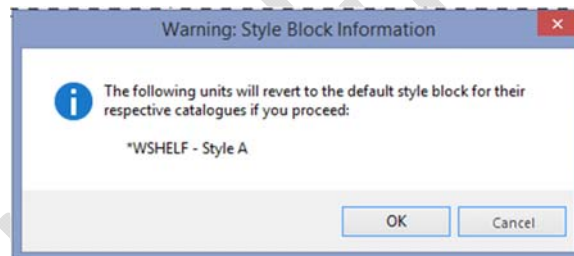 Warning: Style Block Information
The following units will revert to the default style block for their
respective catalogues if you proceed:
*WSHELF - Style A
OK
Cancel